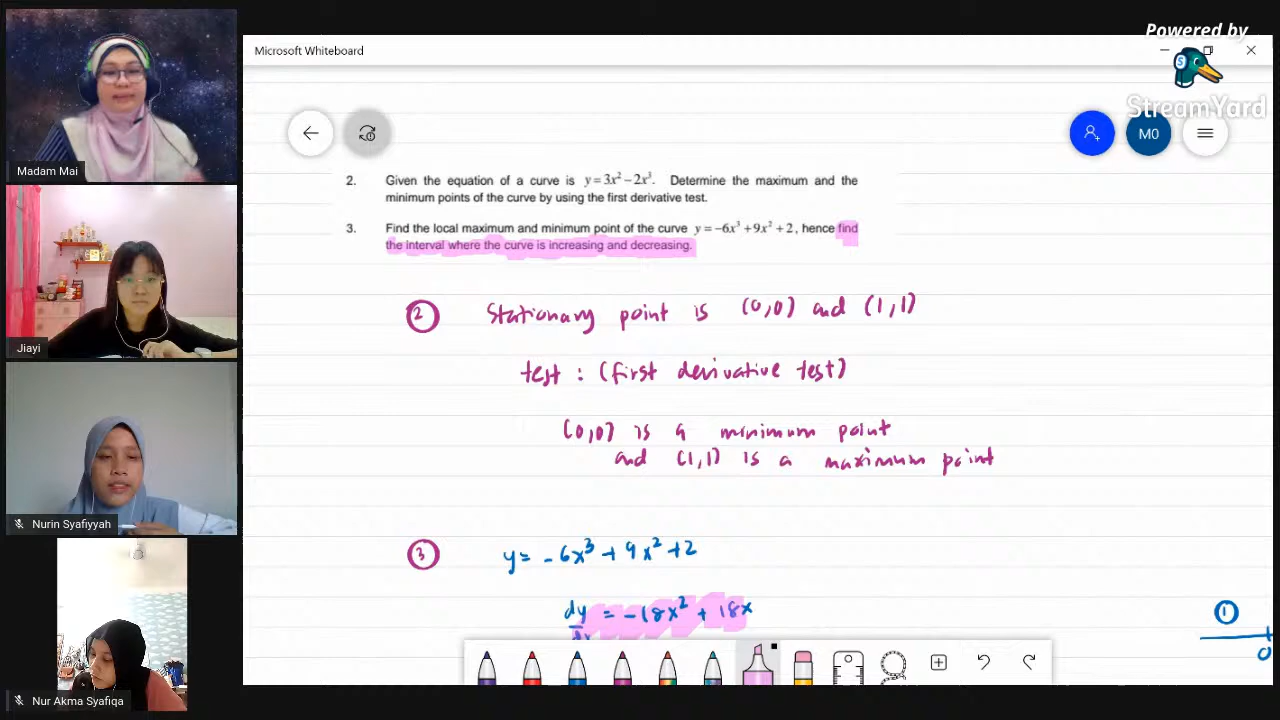 Powered by
StreamYard
Microsoft Whiteboard
M0
2. Given the equation of a curve is y = 3x² − 2x³. Determine the maximum and the
minimum points of the curve by using the first derivative test.
3. Find the local maximum and minimum point of the curve y = −6x³ + 9x² + 2, hence find
the interval where the curve is increasing and decreasing.
② Stationary point is (0,0) and (1,1)
test : (first derivative test)
(0,0) is a minimum point
and (1,1) is a maximum point
③ y = -6x³ + 9x² + 2
dy/dx = -18x² + 18x
①
0
Madam Mai
Jiayi
Nurin Syafiyyah
Nur Akma Syafiqa